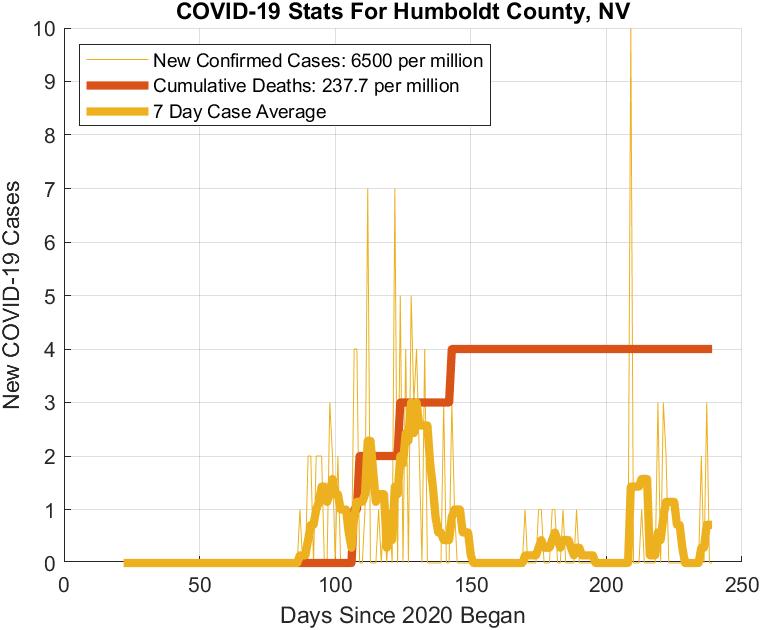 COVID-19 Stats For Humboldt County, NV
New Confirmed Cases: 6500 per million
Cumulative Deaths: 237.7 per million
7 Day Case Average
New COVID-19 Cases
10
9
8
7
6
5
4
3
2
1
0
0 50 100 150 200 250
Days Since 2020 Began